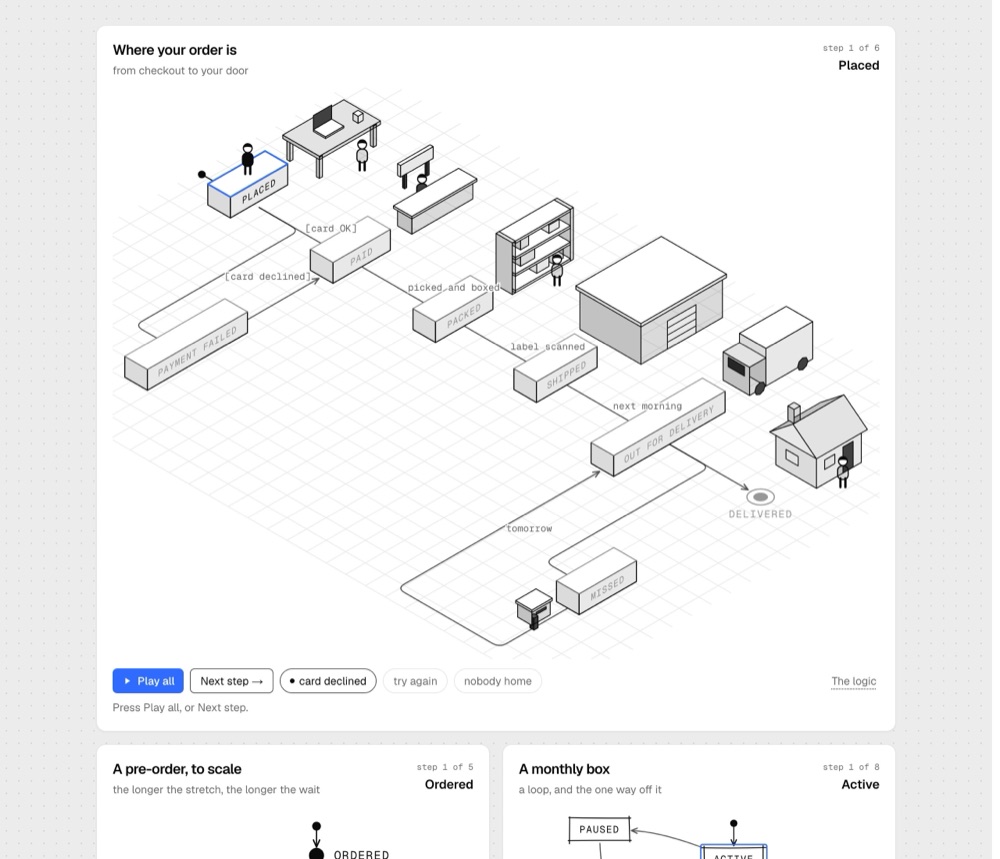 Where your order is
step 1 of 6
from checkout to your door
Placed
PLACED
[card OK]
PAID
[card declined]
picked and boxed
PACKED
PAYMENT FAILED
label scanned
SHIPPED
next morning
OUT FOR DELIVERY
DELIVERED
tomorrow
MISSED
Play all
Next step →
card declined
try again
nobody home
The logic
Press Play all, or Next step.
A pre-order, to scale
step 1 of 5
the longer the stretch, the longer the wait
Ordered
ORDERED
A monthly box
step 1 of 8
a loop, and the one way off it
Active
PAUSED
ACTIVE